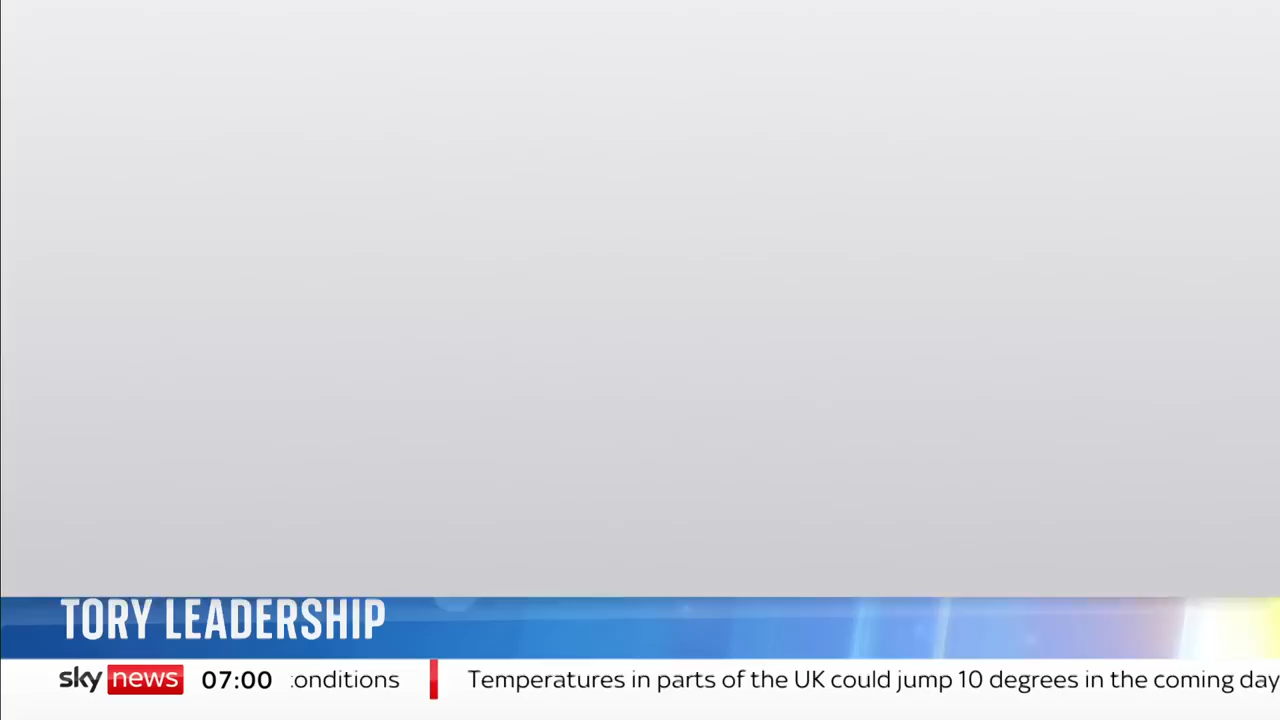 TORY LEADERSHIP
sky news 07:00 onditions Temperatures in parts of the UK could jump 10 degrees in the coming day